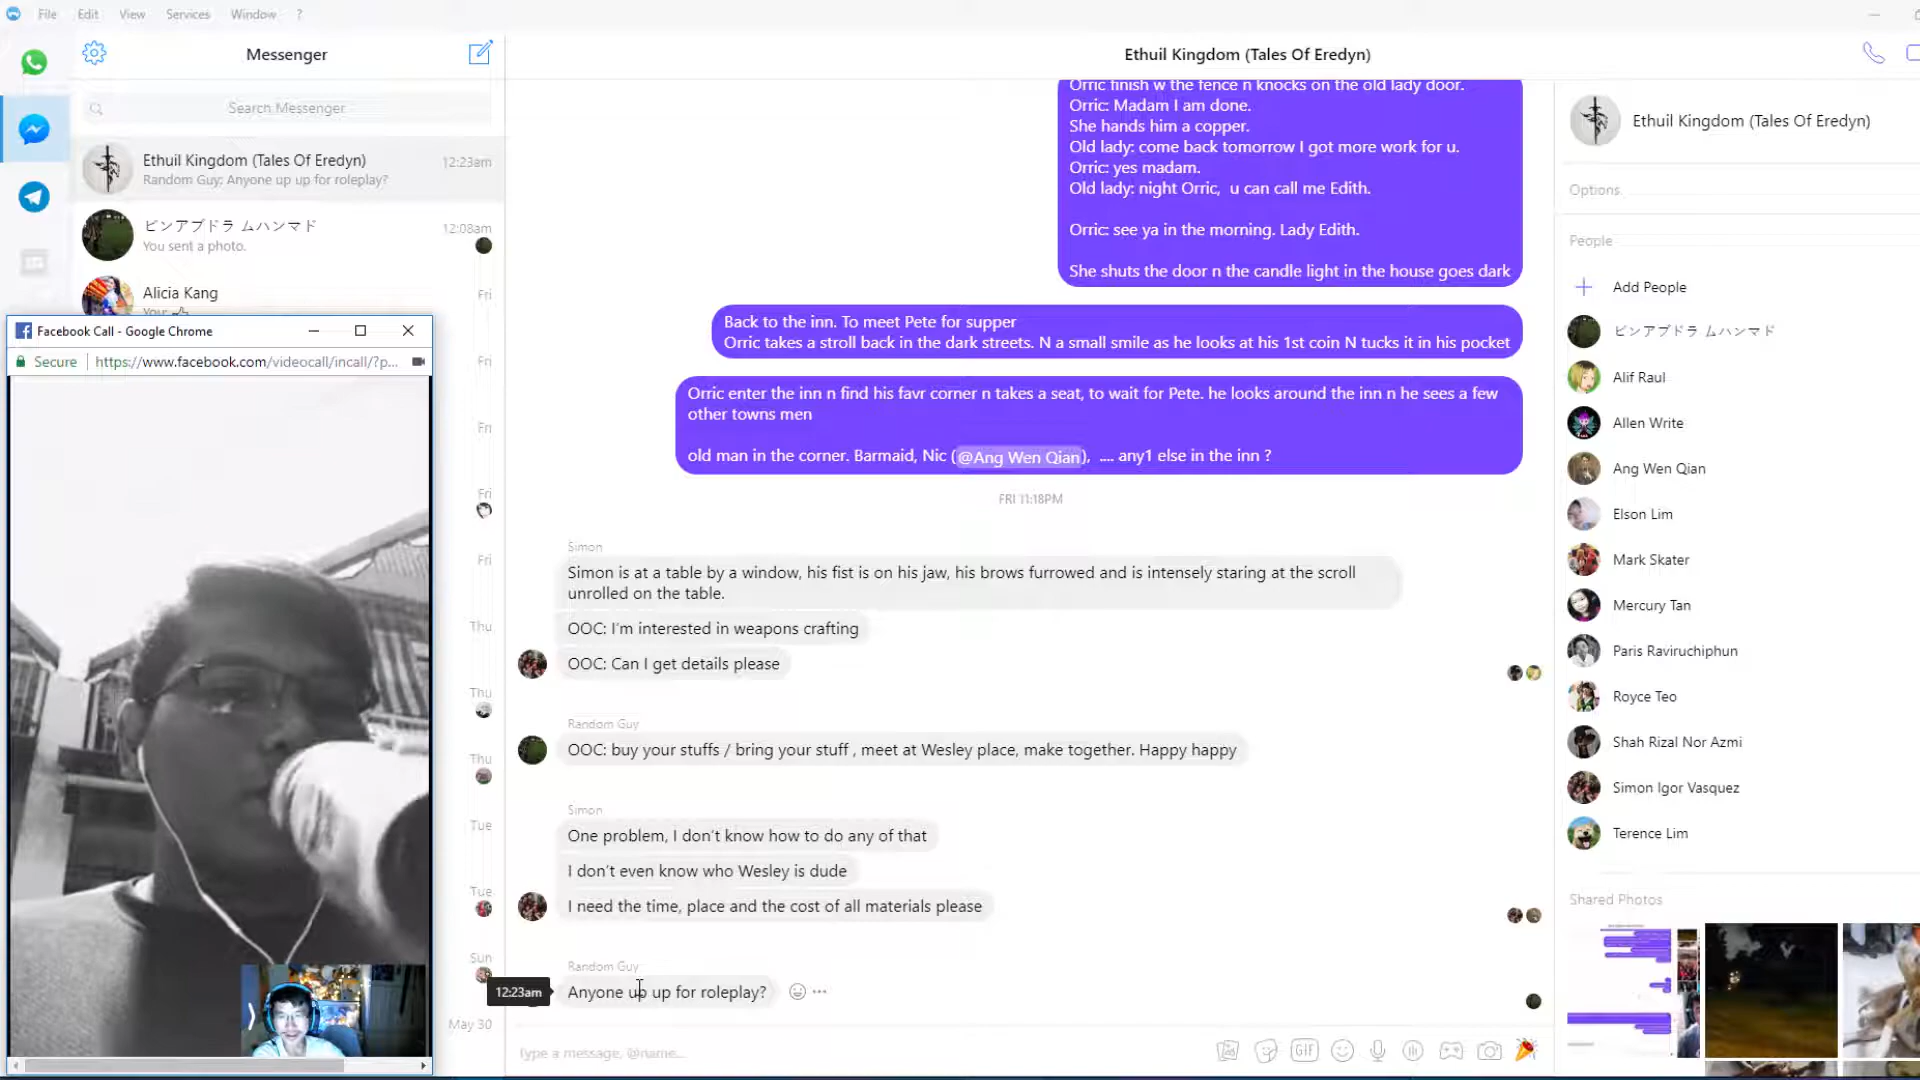 File Edit View Services Window ?
Messenger
Search Messenger
Ethuil Kingdom (Tales Of Eredyn) 12:23am
Random Guy: Anyone up up for roleplay?
ビンアブドラ ムハンマド 12:08am
You sent a photo.
Alicia Kang Fri
Facebook Call - Google Chrome
Secure https://www.facebook.com/videocall/incall/?p...
Fri
Fri
Fri
Fri
Thu
Thu
Thu
Tue
Tue
Sun
May 30
Ethuil Kingdom (Tales Of Eredyn)
Orric finish w the fence n knocks on the old lady door.
Orric: Madam I am done.
She hands him a copper.
Old lady: come back tomorrow I got more work for u.
Orric: yes madam.
Old lady: night Orric, u can call me Edith.
Orric: see ya in the morning. Lady Edith.
She shuts the door n the candle light in the house goes dark
Back to the inn. To meet Pete for supper
Orric takes a stroll back in the dark streets. N a small smile as he looks at his 1st coin N tucks it in his pocket
Orric enter the inn n find his favr corner n takes a seat, to wait for Pete. he looks around the inn n he sees a few
other towns men
old man in the corner. Barmaid, Nic (@Ang Wen Qian), .... any1 else in the inn ?
FRI 11:18PM
Simon
Simon is at a table by a window, his fist is on his jaw, his brows furrowed and is intensely staring at the scroll
unrolled on the table.
OOC: I'm interested in weapons crafting
OOC: Can I get details please
Random Guy
OOC: buy your stuffs / bring your stuff , meet at Wesley place, make together. Happy happy
Simon
One problem, I don't know how to do any of that
I don't even know who Wesley is dude
I need the time, place and the cost of all materials please
Random Guy
12:23am
Anyone up up for roleplay?
Type a message, @name...
GIF
Ethuil Kingdom (Tales Of Eredyn)
Options
People
Add People
ビンアブドラ ムハンマド
Alif Raul
Allen Write
Ang Wen Qian
Elson Lim
Mark Skater
Mercury Tan
Paris Raviruchiphun
Royce Teo
Shah Rizal Nor Azmi
Simon Igor Vasquez
Terence Lim
Shared Photos